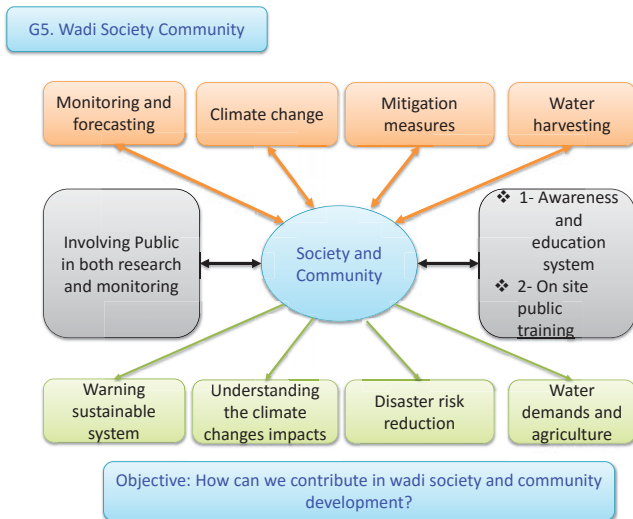 G5. Wadi Society Community
Monitoring and
forecasting
Climate change
Mitigation
measures
Water
harvesting
Involving Public
in both research
and monitoring
Society and
Community
❖ 1- Awareness
and
education
system
❖ 2- On site
public
training
Warning
sustainable
system
Understanding
the climate
changes impacts
Disaster risk
reduction
Water
demands and
agriculture
Objective: How can we contribute in wadi society and community
development?